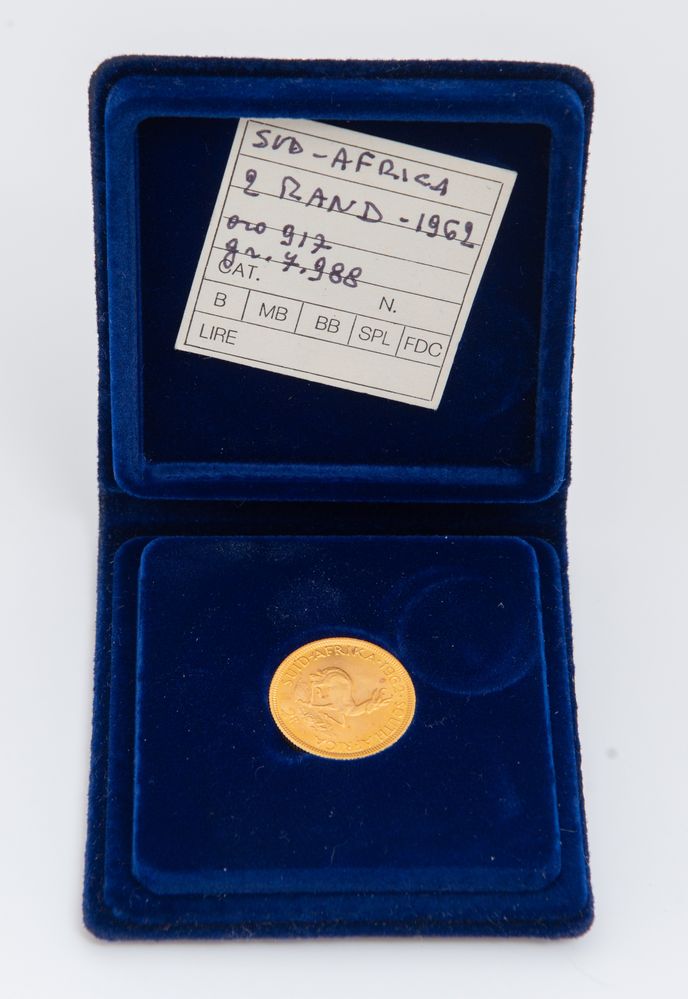 SUD-AFRICA
2 RAND-1962
oro 917
gr. 7.988
CAT. N.
B MB BB SPL FDC
LIRE
SUID-AFRIKA·1962·SOUTH AFRICA